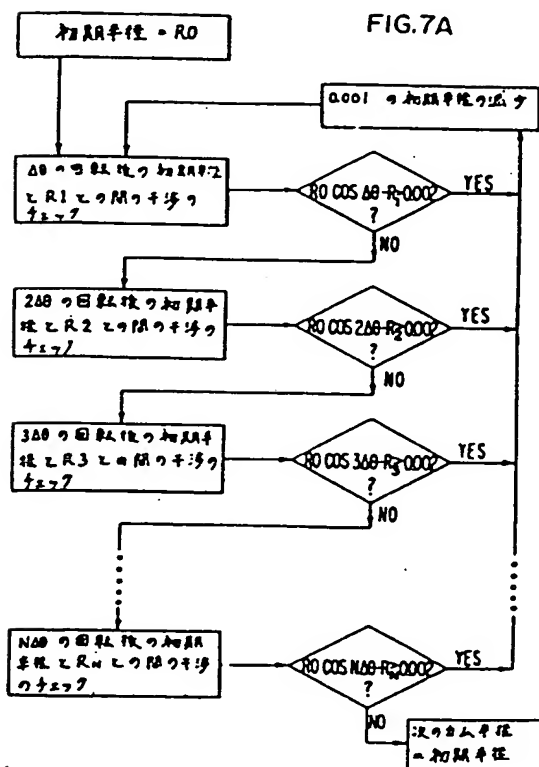 FIG.7A
初期半径 = R0
0.001 の初期半径の減少
Δθ の回転後の初期半径
と R1 との間の干渉の
チェック
R0 COS Δθ-R1>0.002
?
YES
NO
2Δθ の回転後の初期半
径と R2 との間の干渉の
チェック
R0 COS 2Δθ-R2>0.002
?
YES
NO
3Δθ の回転後の初期半
径と R3 との間の干渉の
チェック
R0 COS 3Δθ-R3>0.002
?
YES
NO
NΔθ の回転後の初期
半径と RN との間の干渉
のチェック
R0 COS NΔθ-RN>0.002
?
YES
NO
次のカム半径
= 初期半径